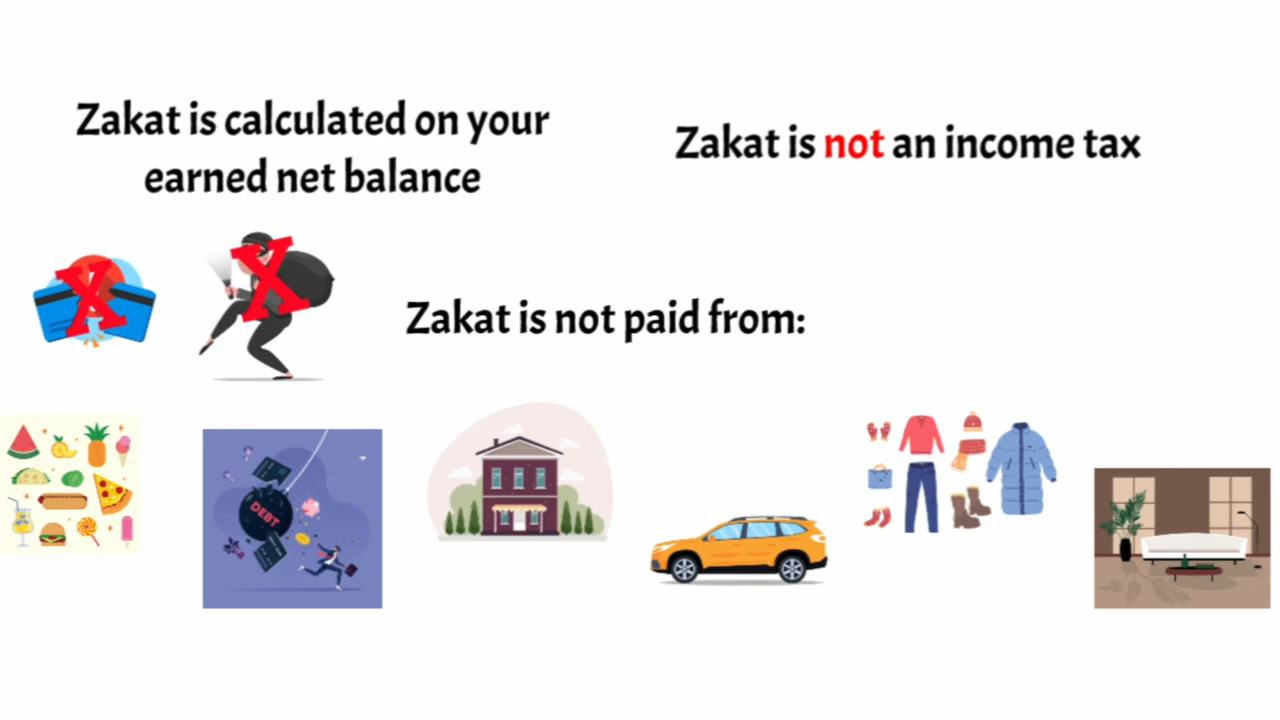 Zakat is calculated on your
earned net balance
Zakat is not an income tax
X
X
Zakat is not paid from:
DEBT